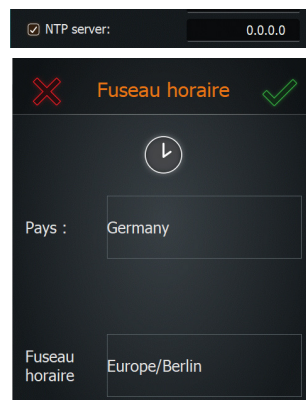 NTP server: 0.0.0.0
Fuseau horaire
Pays : Germany
Fuseau
horaire Europe/Berlin